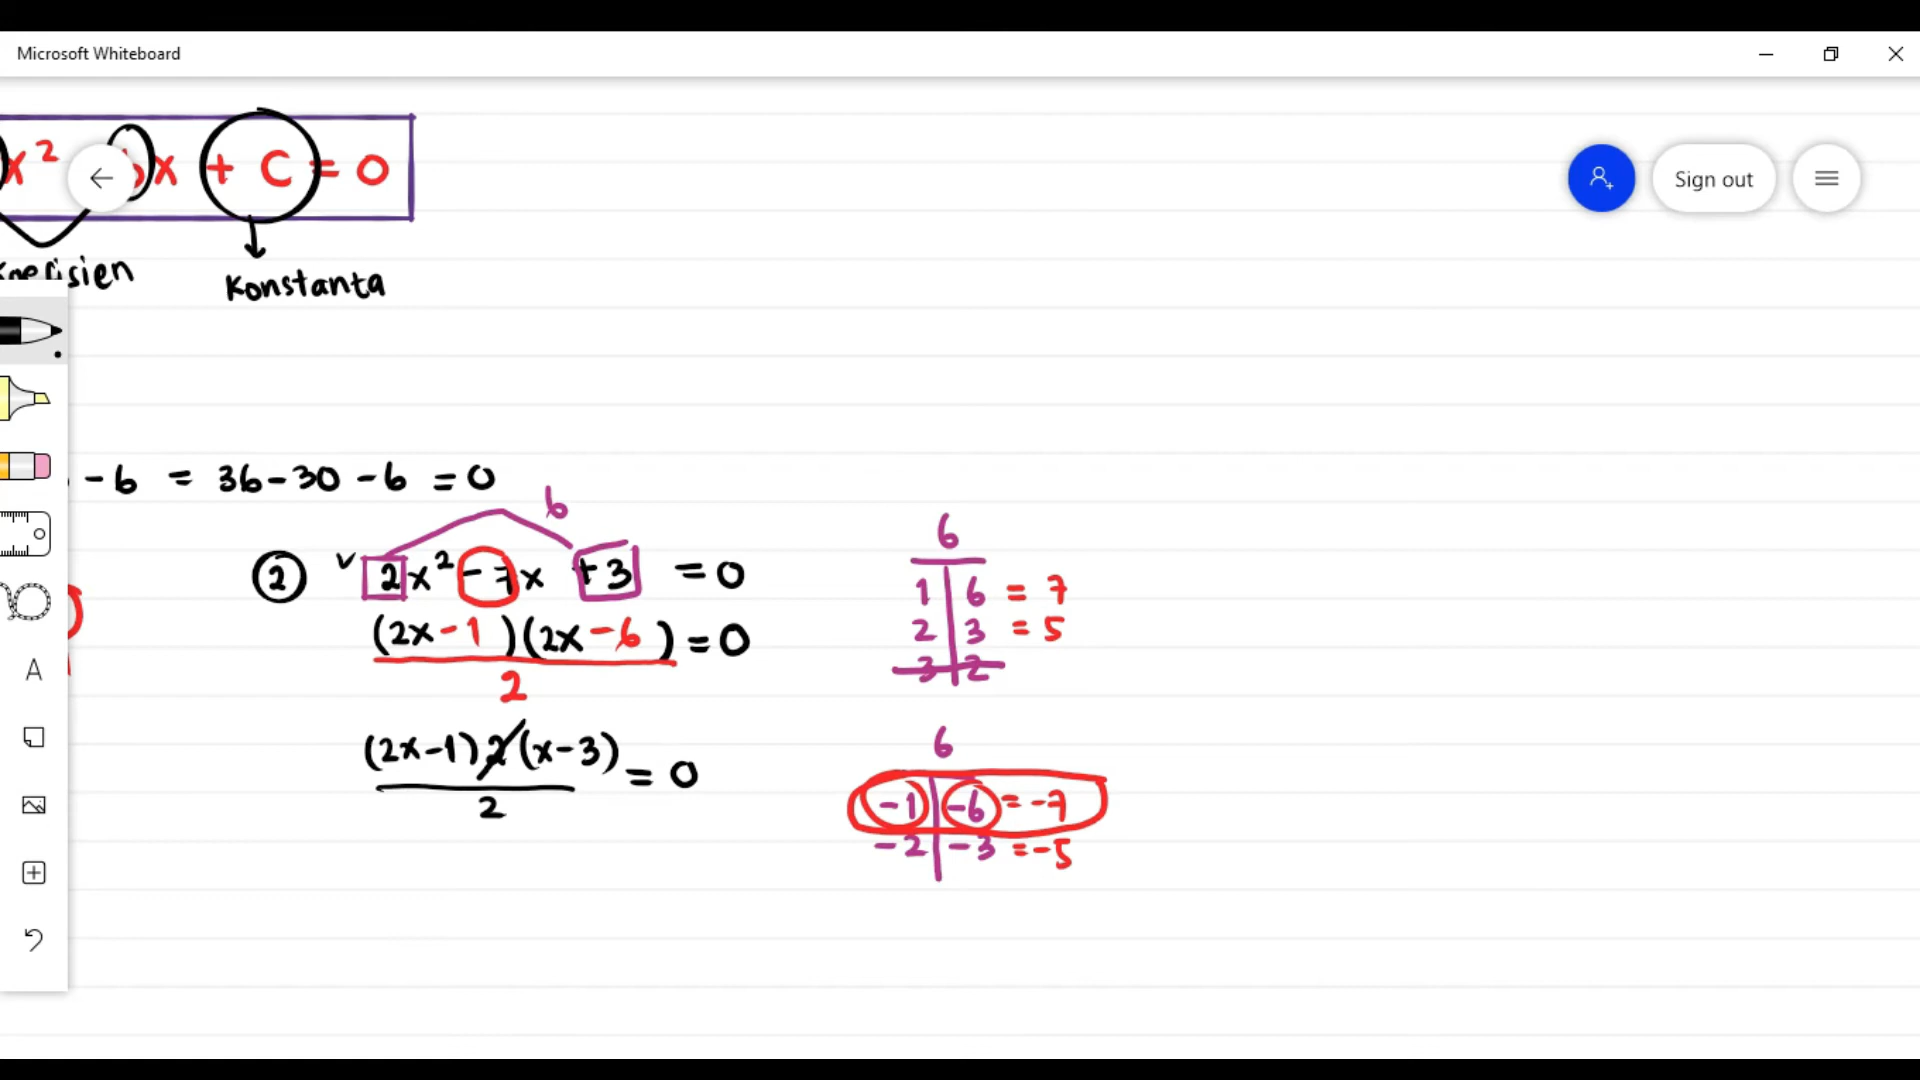 Microsoft Whiteboard
x² x + C = 0
Sign out
Koefisien
Konstanta
- 6 = 36 - 30 - 6 = 0
6
② v 2x² - 7x + 3 = 0
(2x - 1)(2x - 6) = 0
2
(2x-1) 2 (x-3) = 0
2
6
1 | 6 = 7
2 | 3 = 5
3 | 2
6
-1 | -6 = -7
-2 | -3 = -5
A